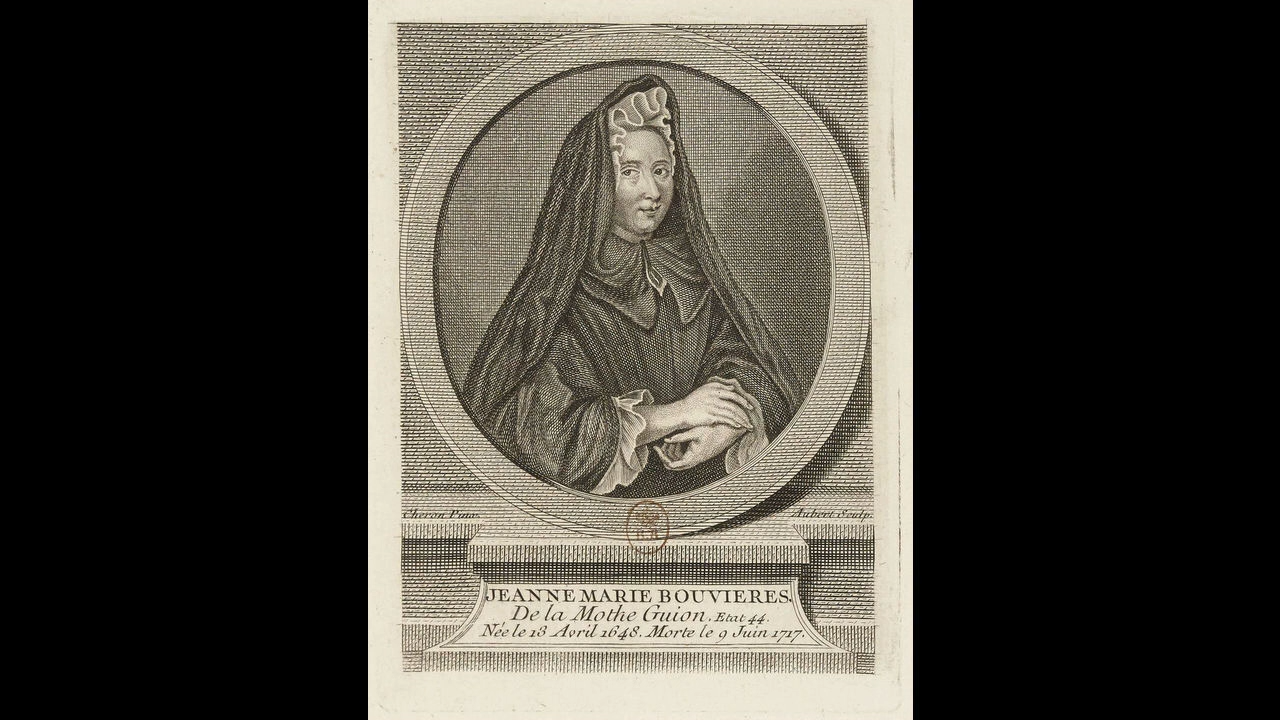 Cheron Pinx.
Aubert Sculp.
JEANNE MARIE BOUVIERES.
De la Mothe Guion. Etat 44.
Née le 13 Avril 1648. Morte le 9 Juin 1717.